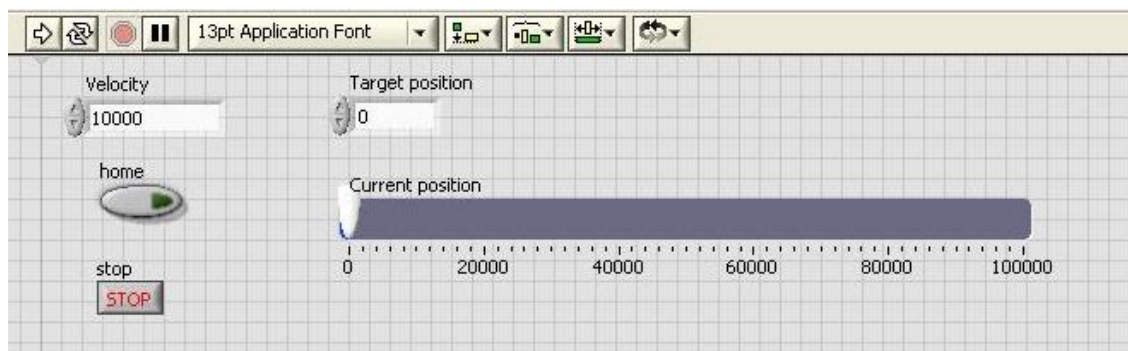 13pt Application Font
Velocity
Target position
10000
0
home
Current position
0 20000 40000 60000 80000 100000
stop
STOP